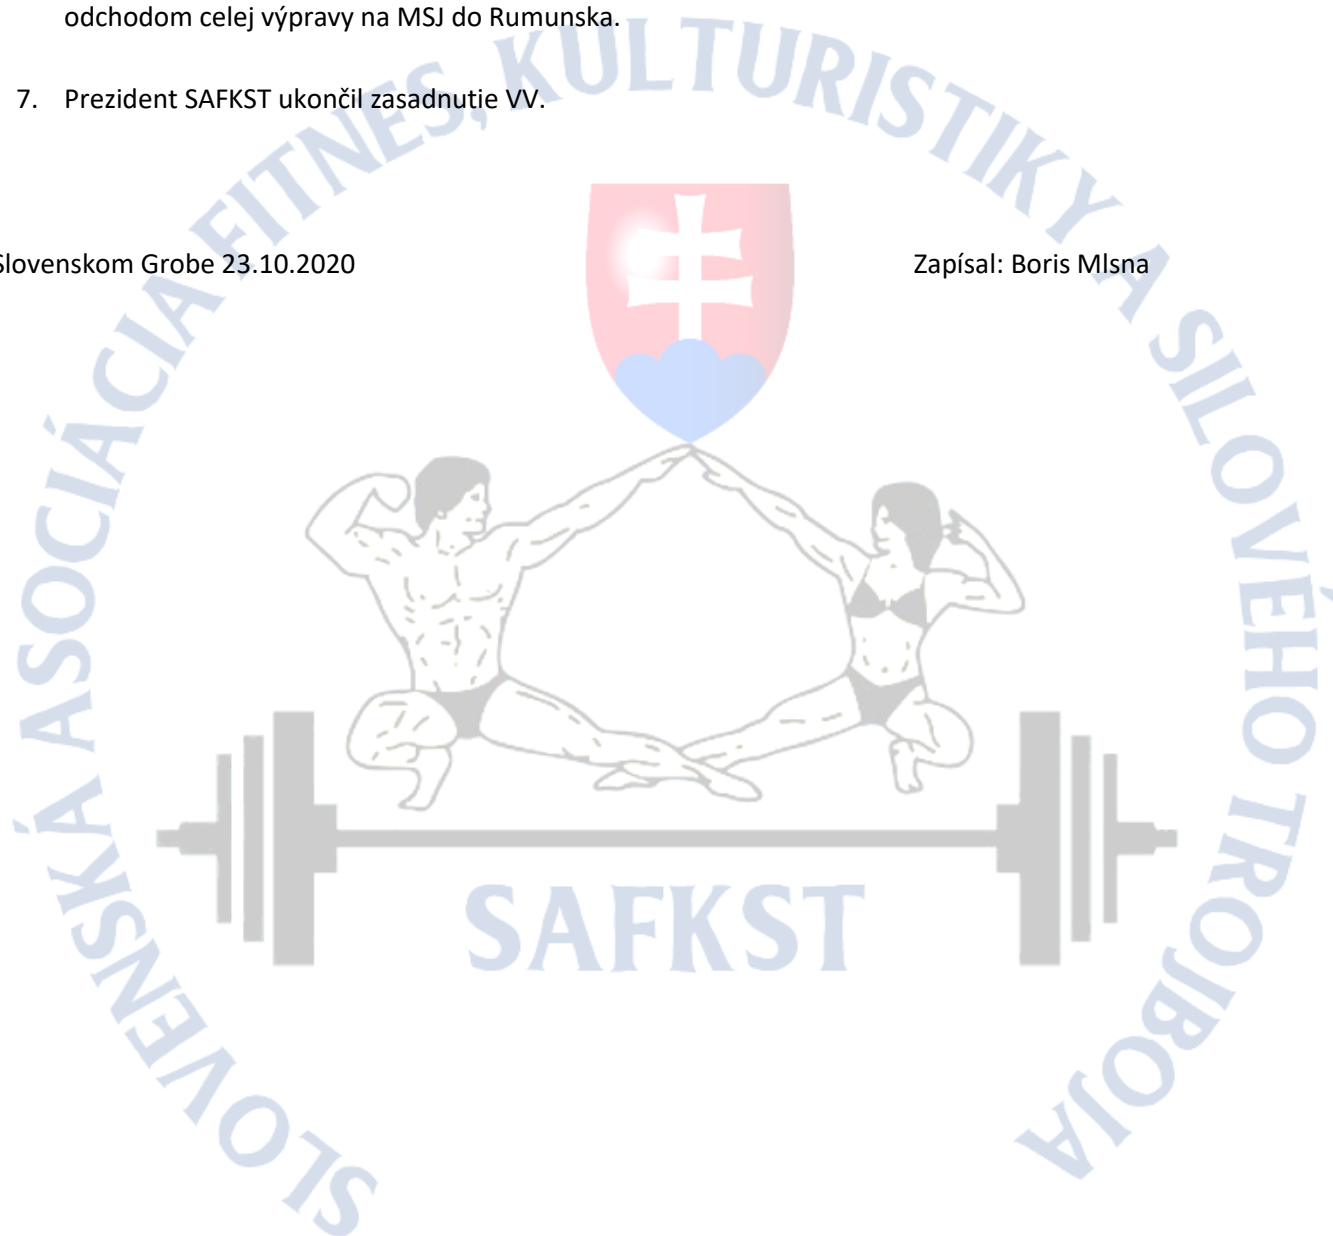 odchodom celej výpravy na MSJ do Rumunska.
7. Prezident SAFKST ukončil zasadnutie VV.
Slovenskom Grobe 23.10.2020 Zapísal: Boris Mlsna
SLOVENSKÁ ASOCIÁCIA FITNES, KULTURISTIKY A SILOVÉHO TROJBOJA
SAFKST